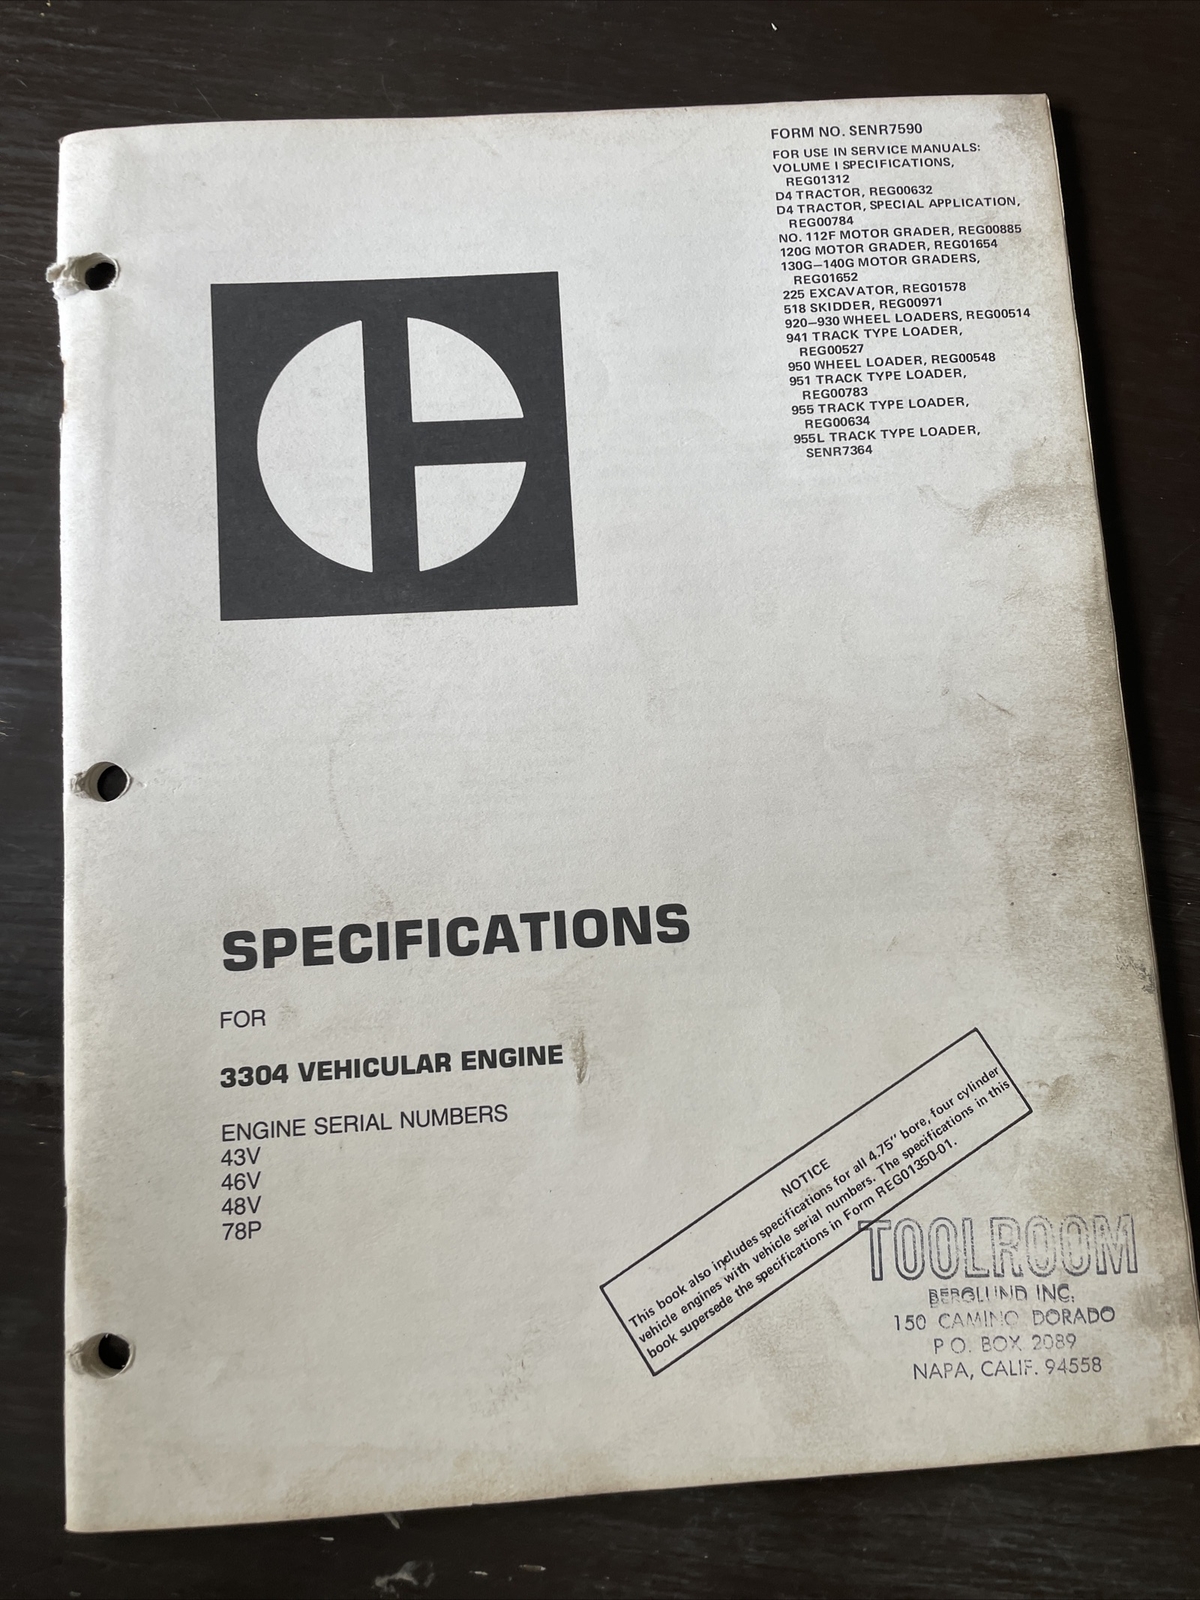 FORM NO. SENR7590
FOR USE IN SERVICE MANUALS:
VOLUME I SPECIFICATIONS,
REG01312
D4 TRACTOR, REG00632
D4 TRACTOR, SPECIAL APPLICATION,
REG00784
NO. 112F MOTOR GRADER, REG00885
120G MOTOR GRADER, REG01654
130G—140G MOTOR GRADERS,
REG01652
225 EXCAVATOR, REG01578
518 SKIDDER, REG00971
920—930 WHEEL LOADERS, REG00514
941 TRACK TYPE LOADER,
REG00527
950 WHEEL LOADER, REG00548
951 TRACK TYPE LOADER,
REG00783
955 TRACK TYPE LOADER,
REG00634
955L TRACK TYPE LOADER,
SENR7364
SPECIFICATIONS
FOR
3304 VEHICULAR ENGINE
ENGINE SERIAL NUMBERS
43V
46V
48V
78P
NOTICE
This book also includes specifications for all 4.75" bore, four cylinder
vehicle engines with vehicle serial numbers. The specifications in this
book supersede the specifications in Form REG01350-01.
TOOLROOM
BERGLUND INC.
150 CAMINO DORADO
P.O. BOX 2089
NAPA, CALIF. 94558